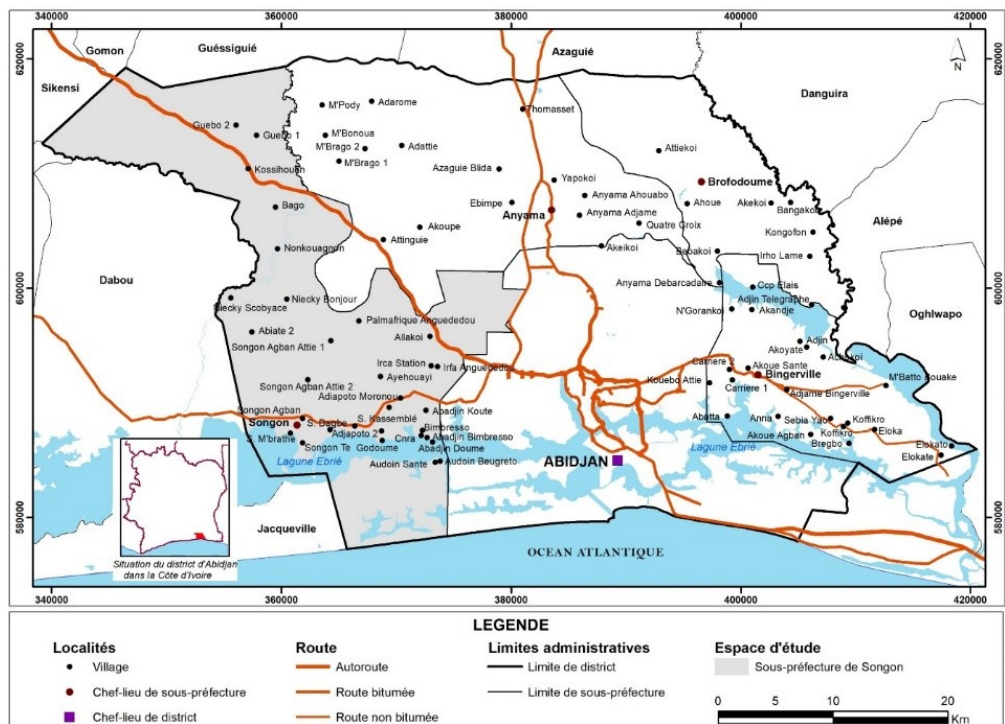 340000 360000 380000 400000 420000
620000
620000
600000
600000
580000
580000
340000 360000 380000 400000 420000
Gomon
Guéssiguié
Azaguié
N
Sikensi
Danguira
Alépé
Dabou
Oghlwapo
Jacqueville
M'Pody
Adarome
Thomasset
Guebo 2
Guebo 1
M'Bonoua
M'Brago 2
Adattie
M'Brago 1
Attiekoi
Kossihouan
Azaguie Blida
Yapokoi
Brofodoume
Bago
Ebimpe
Anyama Ahouabo
Anyama
Anyama Adjame
Ahoue
Akekoi
Bangakoi
Akoupe
Quatre Croix
Kongofon
Attinguie
Nonkouagnon
Akeikoi
Bebakoi
Irho Lame
Anyama Debarcadaire
Ccp Elais
Niecky Scobyace
Niecky Bonjour
Adjin Telegraphe
N'Gorankoi
Akandje
Palmafrique Anguededou
Abiate 2
Allakoi
Songon Agban Attie 1
Adjin
Akoyate
Irca Station
Irfa Anguededou
Carriere 2
Akoue Sante
Ayehouayi
Songon Agban Attie 2
Kouebo Attie
Bingerville
M'Batto Bouake
Carriere 1
Adiapoto Moronou
Adjame Bingerville
S. Kassemblé
Abadjin Koute
Songon Agban
Abatta
Anna
Sebia Yao
Koffikro
Songon
S. Dagbe
Bimbresso
Adjapoto 2
Koffikro
Eloka
S. M'brathe
Cnra
Abadjin Bimbresso
Akoue Agban
Songon Te
Godoume
Abadjin Doume
Bregbo
Elokato
Lagune Ebrié
Lagune Ebrié
Audoin Sante
Audoin Beugreto
ABIDJAN
Elokate
OCEAN ATLANTIQUE
Situation du district d'Abidjan
dans la Côte d'Ivoire
LEGENDE
Localités
Village
Chef-lieu de sous-préfecture
Chef-lieu de district
Route
Autoroute
Route bitumée
Route non bitumée
Limites administratives
Limite de district
Limite de sous-préfecture
Espace d'étude
Sous-préfecture de Songon
0 5 10 20
Km